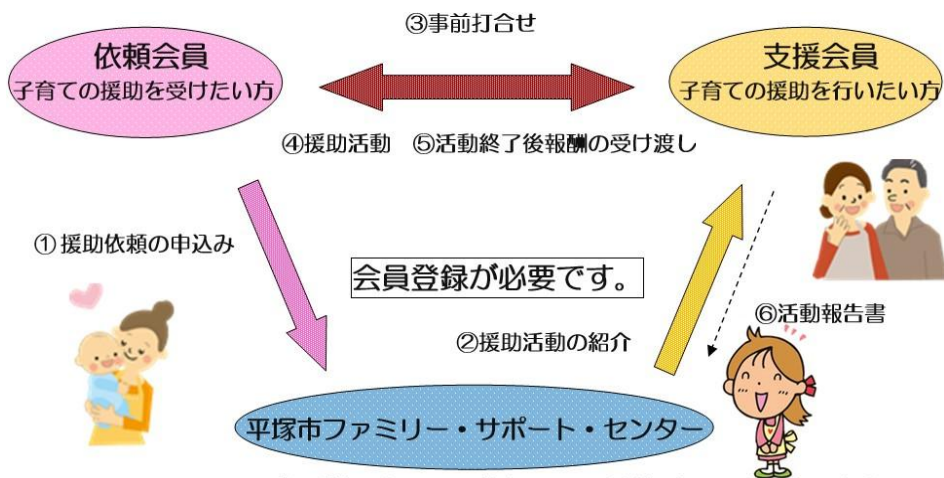 ③事前打合せ
依頼会員
子育ての援助を受けたい方
支援会員
子育ての援助を行いたい方
④援助活動　⑤活動終了後報酬の受け渡し
①援助依頼の申込み
会員登録が必要です。
②援助活動の紹介
⑥活動報告書
平塚市ファミリー・サポート・センター